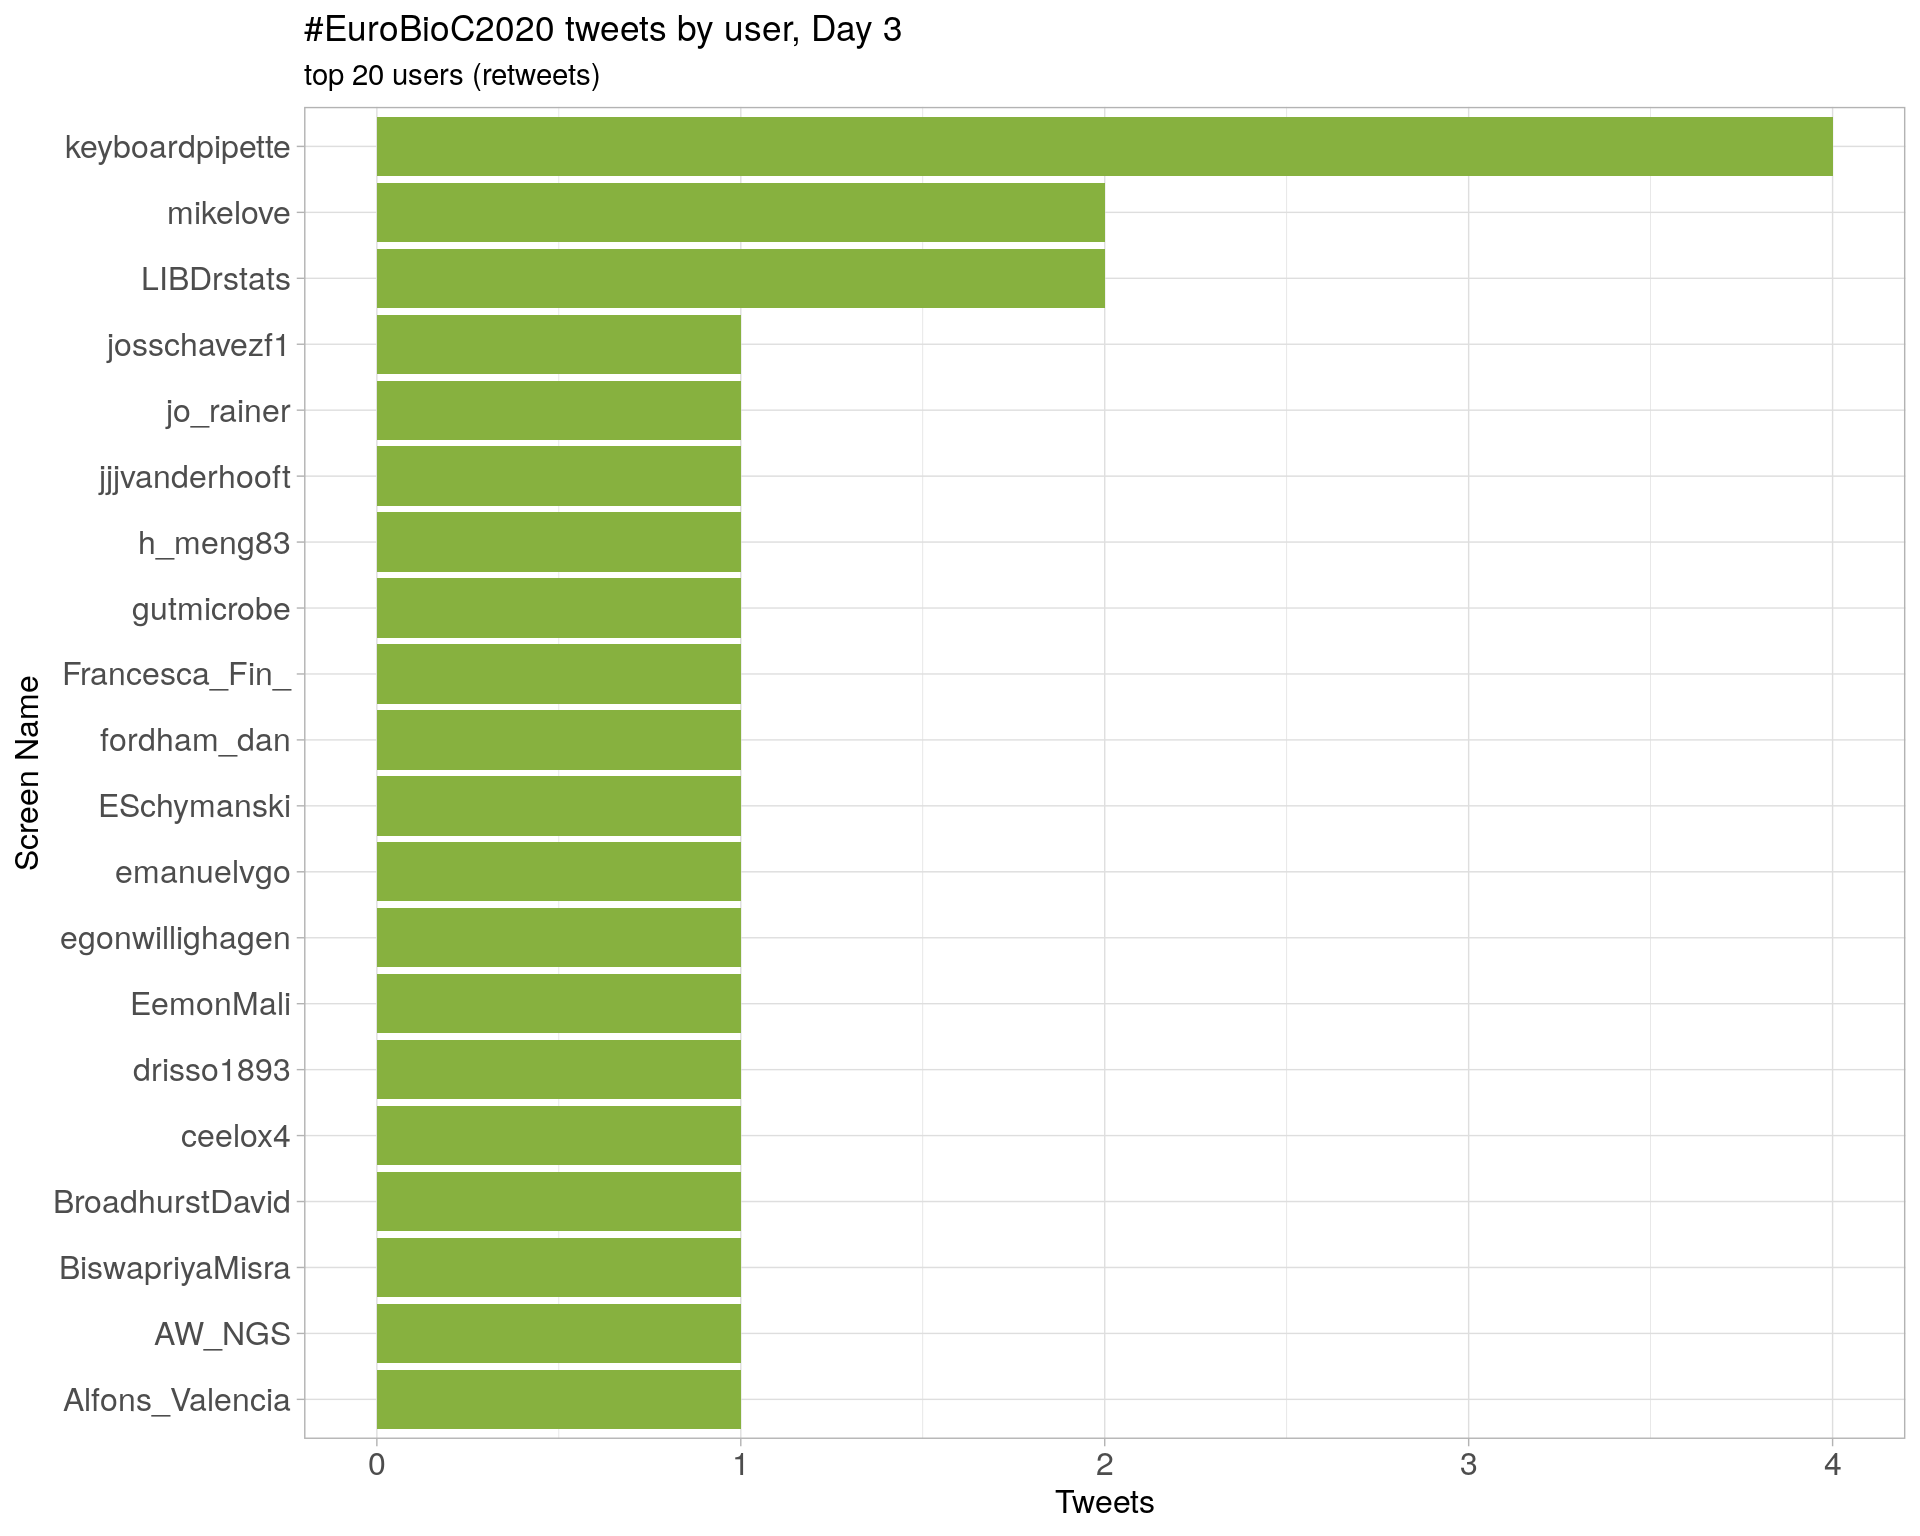 #EuroBioC2020 tweets by user, Day 3
top 20 users (retweets)
keyboardpipette
mikelove
LIBDrstats
josschavezf1
jo_rainer
jjjvanderhooft
h_meng83
gutmicrobe
Francesca_Fin_
fordham_dan
ESchymanski
emanuelvgo
egonwillighagen
EemonMali
drisso1893
ceelox4
BroadhurstDavid
BiswapriyaMisra
AW_NGS
Alfons_Valencia
Screen Name
0 1 2 3 4
Tweets